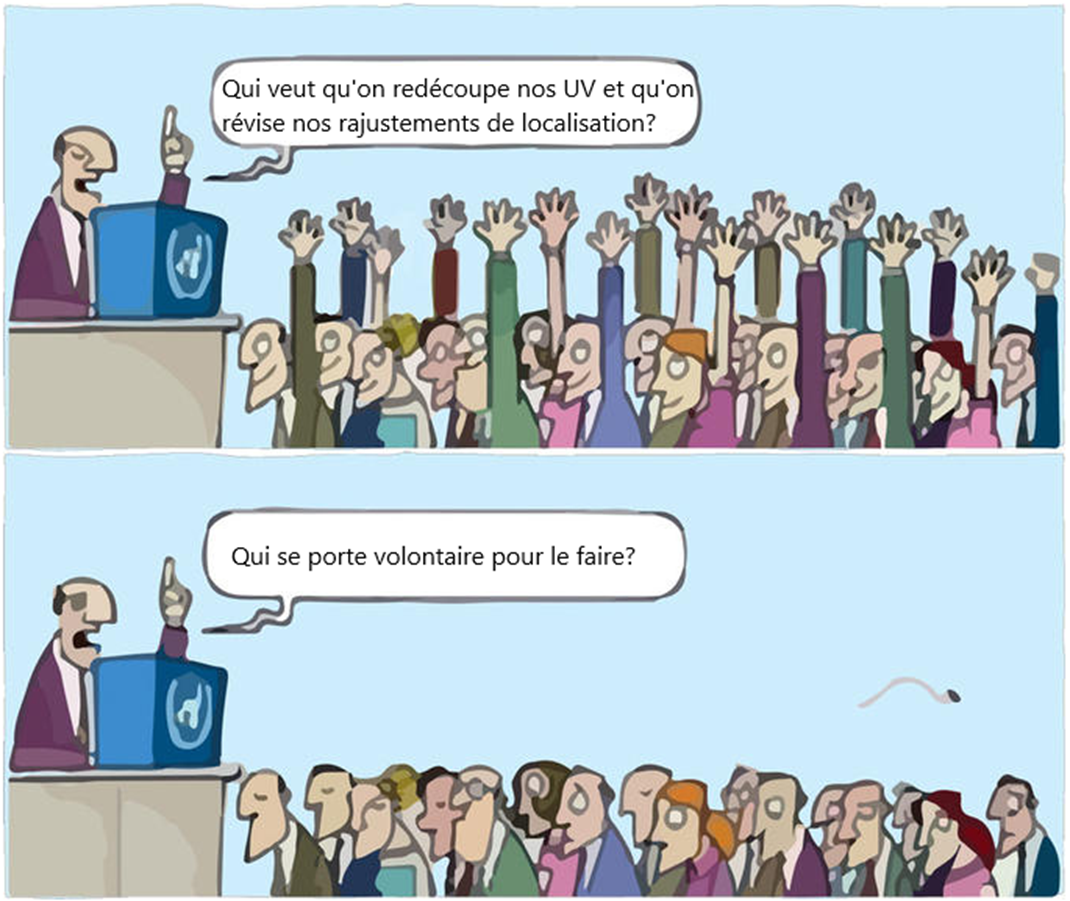 Qui veut qu'on redécoupe nos UV et qu'on
révise nos rajustements de localisation?
Qui se porte volontaire pour le faire?